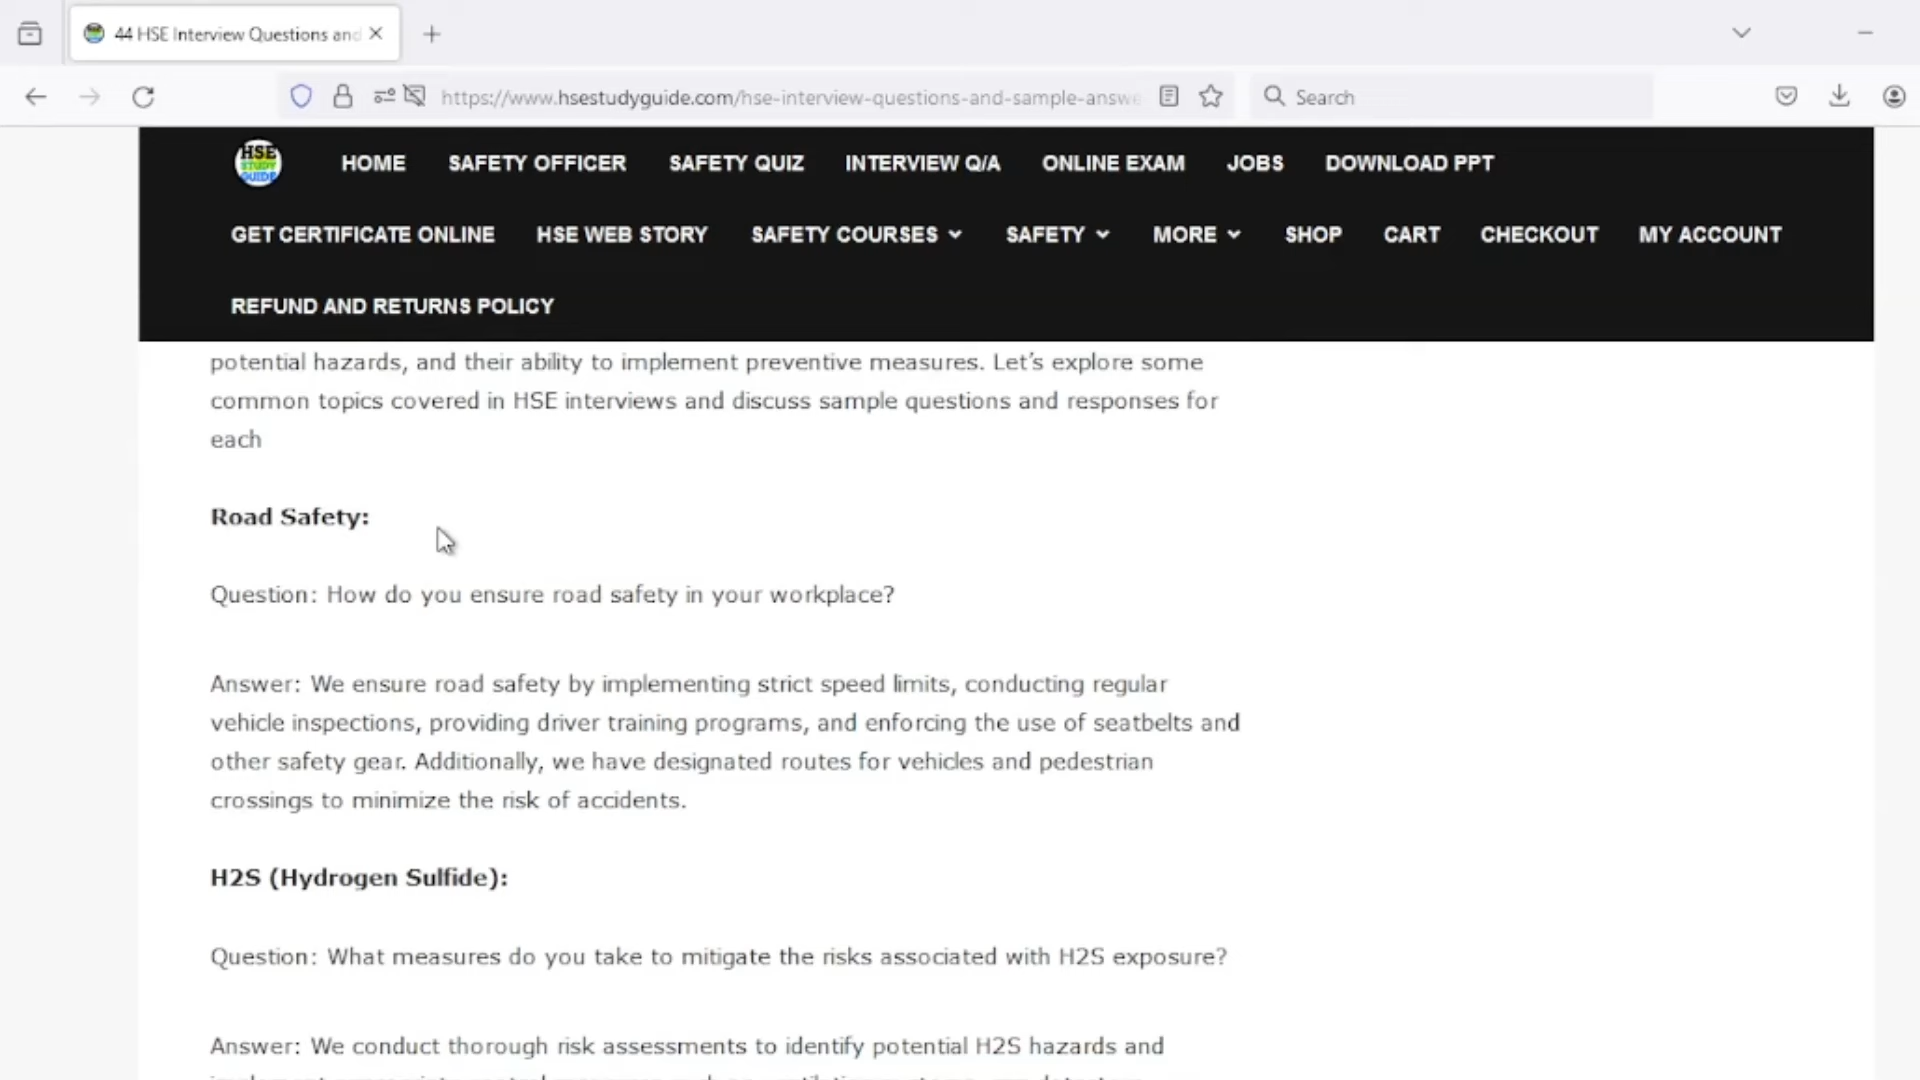 44 HSE Interview Questions and
https://www.hsestudyguide.com/hse-interview-questions-and-sample-answe
Search
HSE
STUDY
GUIDE
HOME SAFETY OFFICER SAFETY QUIZ INTERVIEW Q/A ONLINE EXAM JOBS DOWNLOAD PPT
GET CERTIFICATE ONLINE HSE WEB STORY SAFETY COURSES SAFETY MORE SHOP CART CHECKOUT MY ACCOUNT
REFUND AND RETURNS POLICY
potential hazards, and their ability to implement preventive measures. Let’s explore some
common topics covered in HSE interviews and discuss sample questions and responses for
each
Road Safety:
Question: How do you ensure road safety in your workplace?
Answer: We ensure road safety by implementing strict speed limits, conducting regular
vehicle inspections, providing driver training programs, and enforcing the use of seatbelts and
other safety gear. Additionally, we have designated routes for vehicles and pedestrian
crossings to minimize the risk of accidents.
H2S (Hydrogen Sulfide):
Question: What measures do you take to mitigate the risks associated with H2S exposure?
Answer: We conduct thorough risk assessments to identify potential H2S hazards and